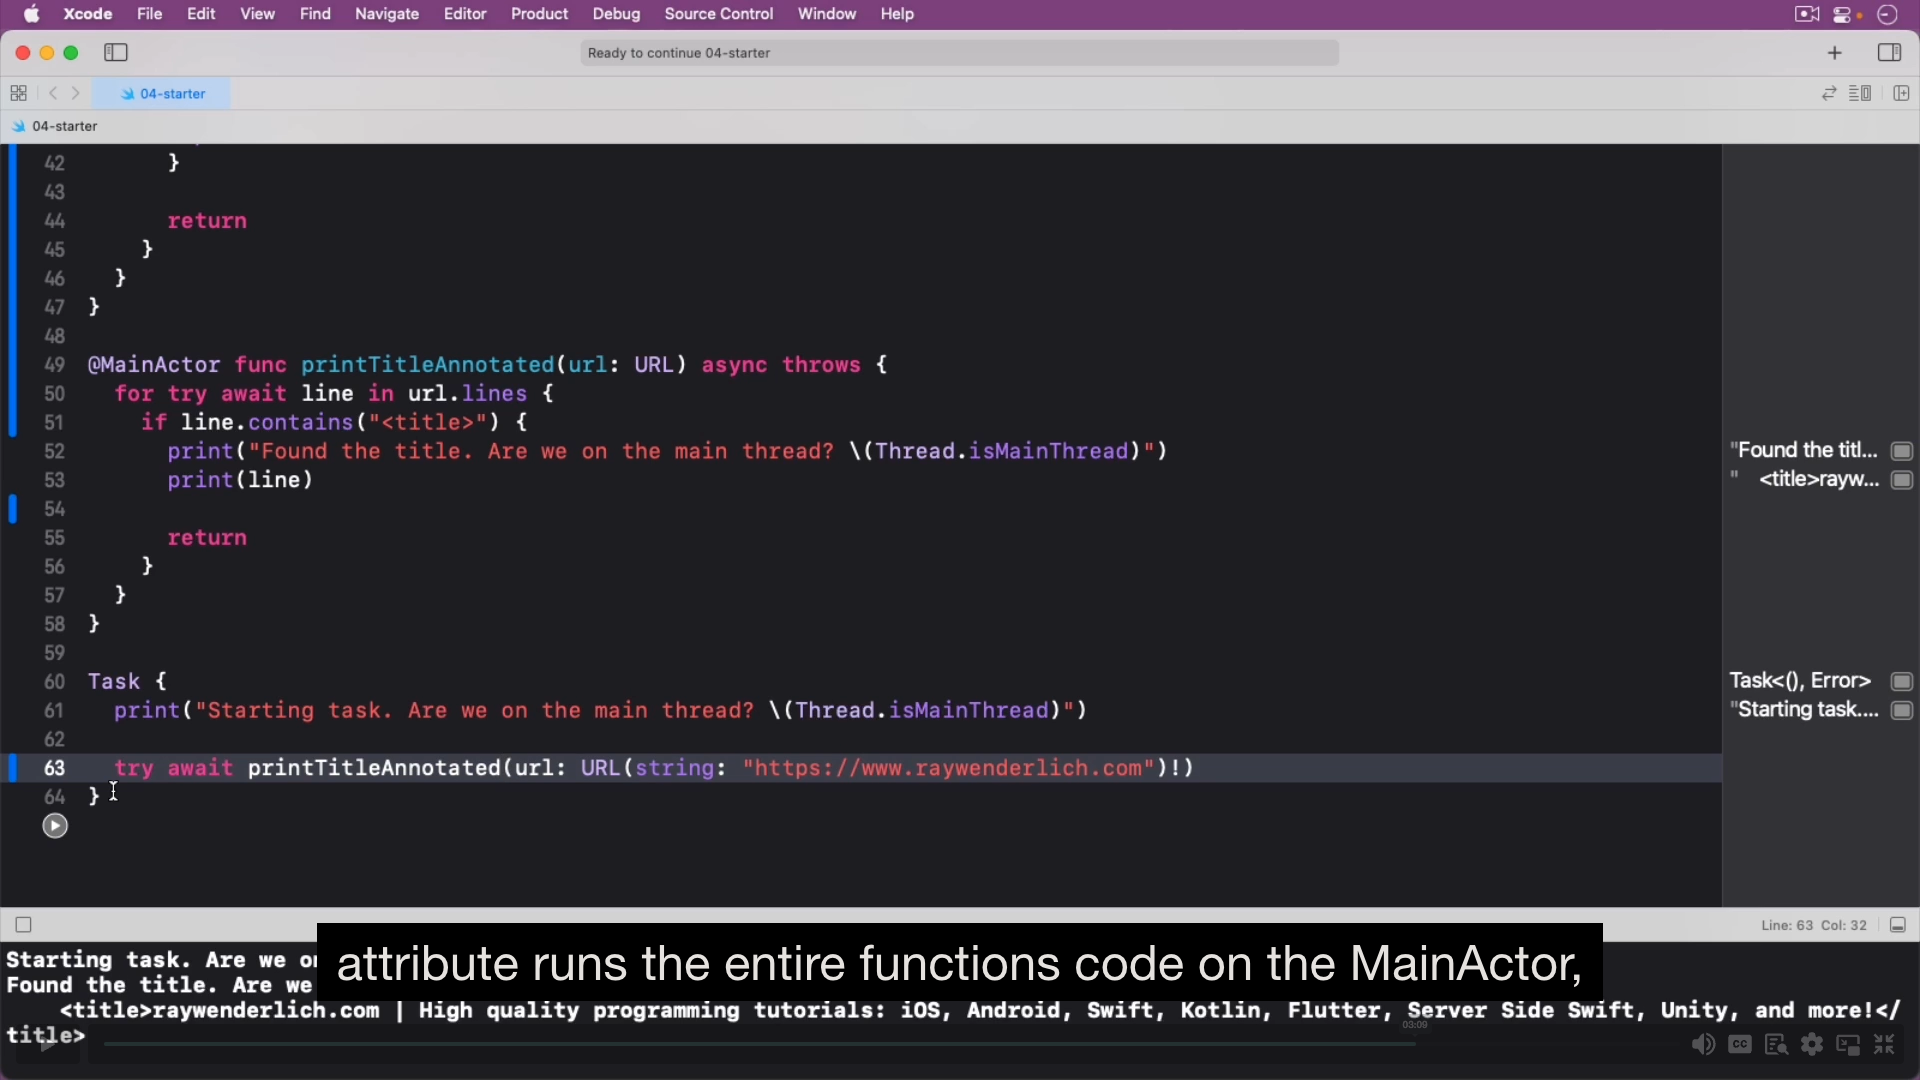 Xcode File Edit View Find Navigate Editor Product Debug Source Control Window Help
Ready to continue 04-starter
04-starter
04-starter
42 }
43
44 return
45 }
46 }
47 }
48
49 @MainActor func printTitleAnnotated(url: URL) async throws {
50 for try await line in url.lines {
51 if line.contains("<title>") {
52 print("Found the title. Are we on the main thread? \(Thread.isMainThread)") "Found the titl...
53 print(line) " <title>rayw...
54
55 return
56 }
57 }
58 }
59
60 Task { Task<(), Error>
61 print("Starting task. Are we on the main thread? \(Thread.isMainThread)") "Starting task....
62
63 try await printTitleAnnotated(url: URL(string: "https://www.raywenderlich.com")!)
64 }
Line: 63 Col: 32
Starting task. Are we
attribute runs the entire functions code on the MainActor,
Found the title. Are we
<title>raywenderlich.com | High quality programming tutorials: iOS, Android, Swift, Kotlin, Flutter, Server Side Swift, Unity, and more!</
title>
03:09
CC